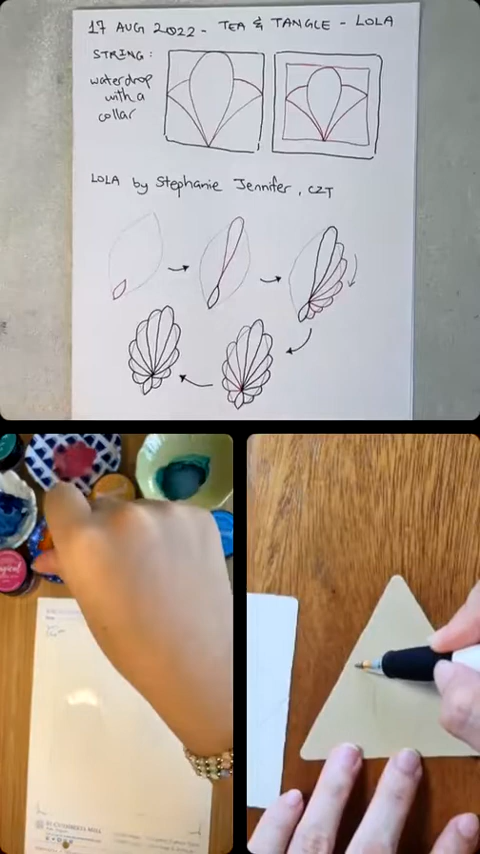 17 AUG 2022 - TEA & TANGLE - LOLA
STRING:
waterdrop
with a
collar
LOLA by Stephanie Jennifer, CZT